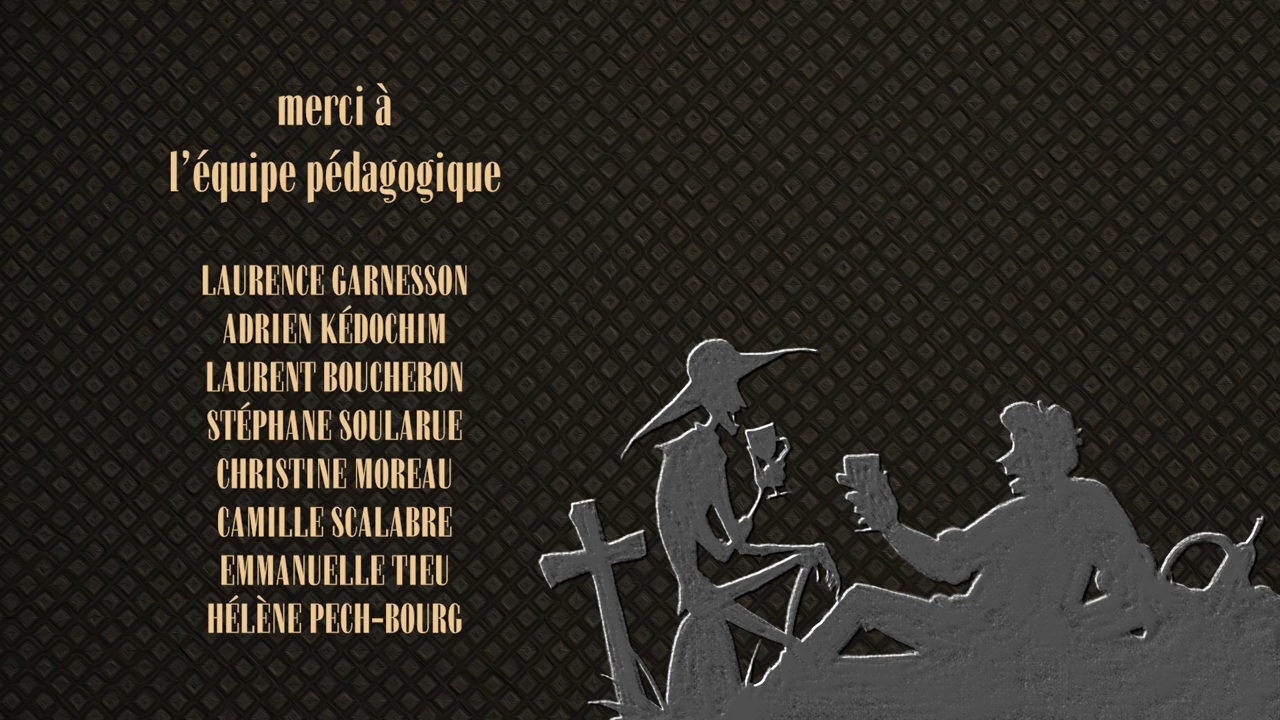 merci à
l'équipe pédagogique
LAURENCE GARNESSON
ADRIEN KÉDOCHIM
LAURENT BOUCHERON
STÉPHANE SOULARUE
CHRISTINE MOREAU
CAMILLE SCALABRE
EMMANUELLE TIEU
HÉLÈNE PECH-BOURG